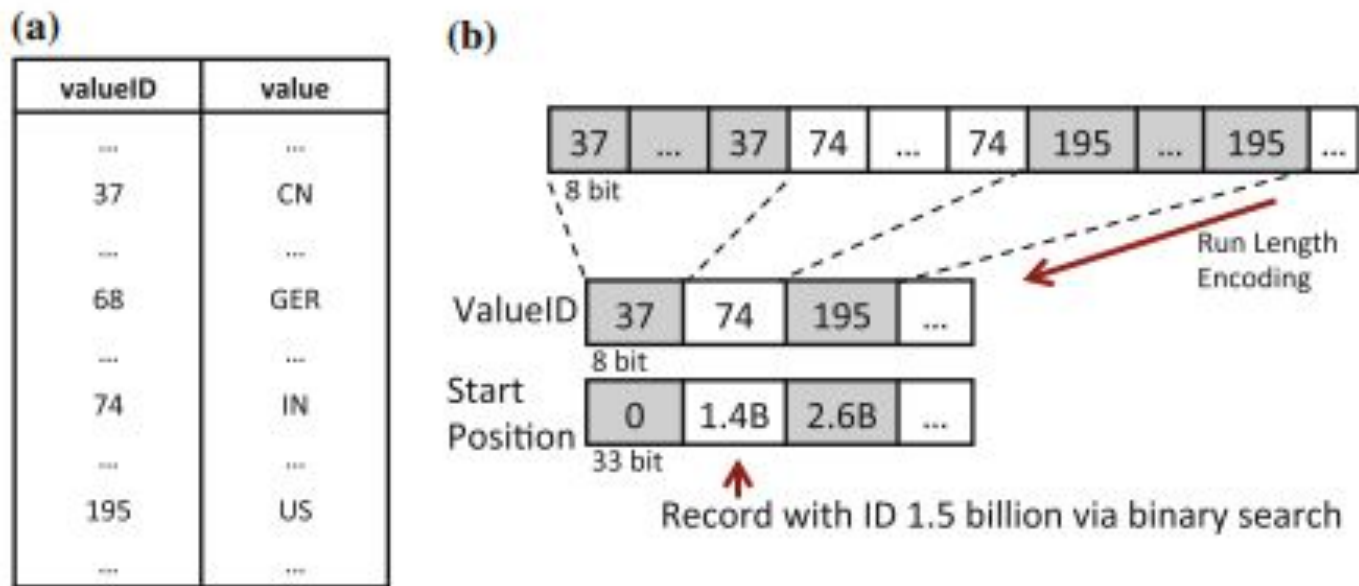 (a)
valueID value
... ...
37 CN
... ...
68 GER
... ...
74 IN
... ...
195 US
... ...
(b)
37 ... 37 74 ... 74 195 ... 195 ...
8 bit
Run Length
Encoding
ValueID 37 74 195 ...
8 bit
Start
Position 0 1.4B 2.6B ...
33 bit
Record with ID 1.5 billion via binary search